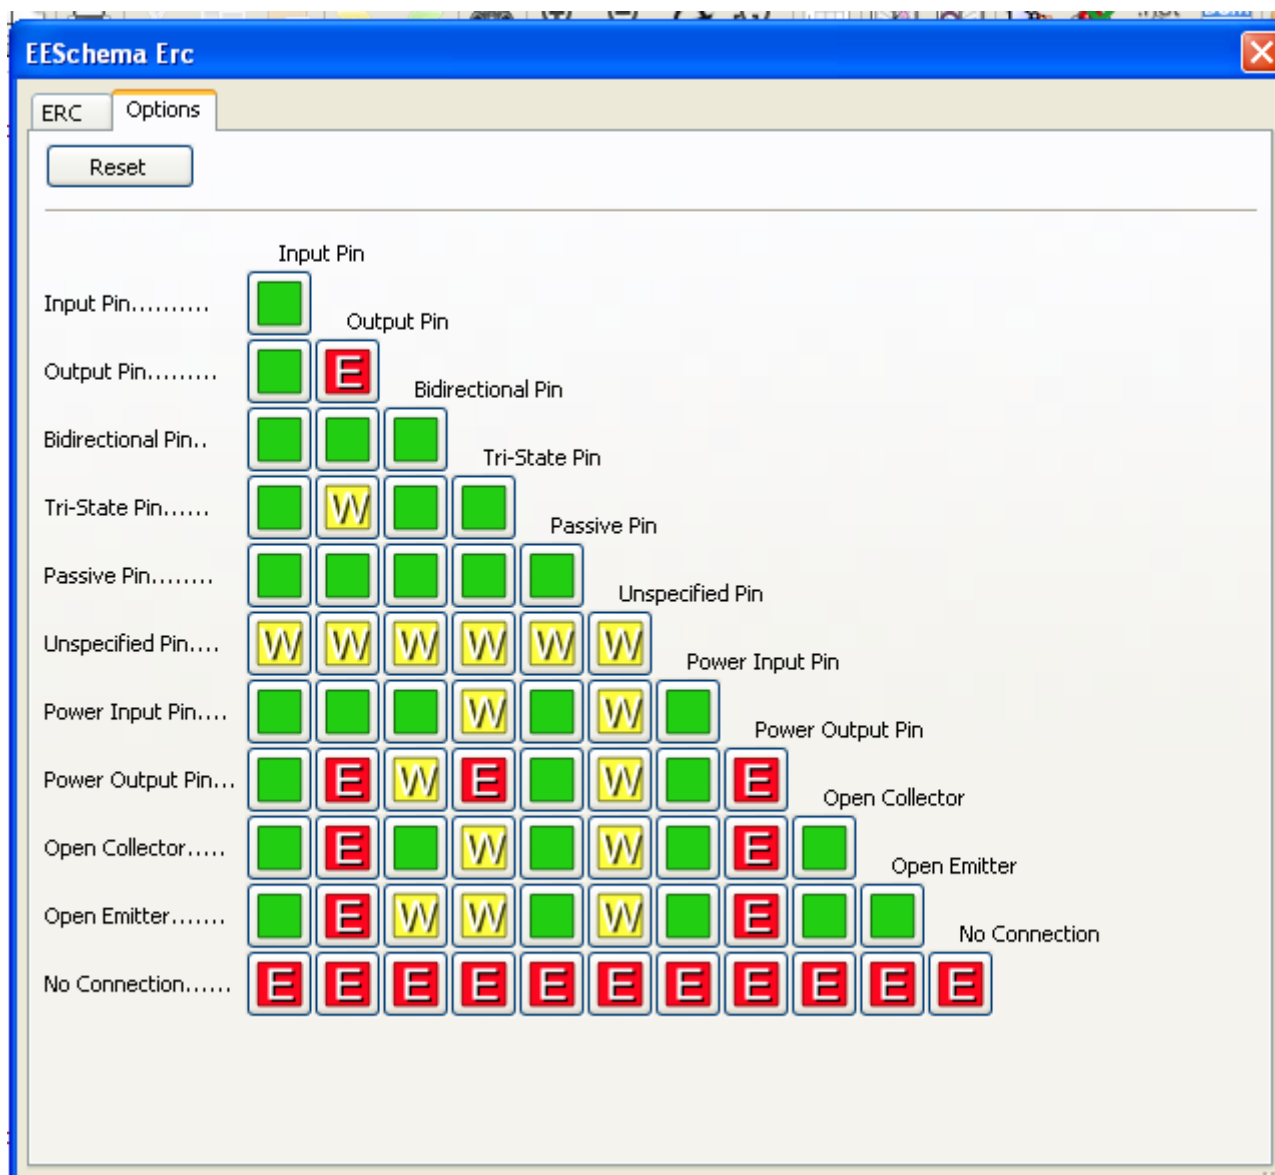 EESchema Erc
ERC Options
Reset
Input Pin
Input Pin..........
Output Pin
Output Pin.........
E
Bidirectional Pin
Bidirectional Pin..
Tri-State Pin
Tri-State Pin......
W
Passive Pin
Passive Pin........
Unspecified Pin
Unspecified Pin....
W W W W W W
Power Input Pin
Power Input Pin....
W W
Power Output Pin
Power Output Pin...
E W E W E
Open Collector
Open Collector.....
E W W E
Open Emitter
Open Emitter.......
E W W W E
No Connection
No Connection......
E E E E E E E E E E E